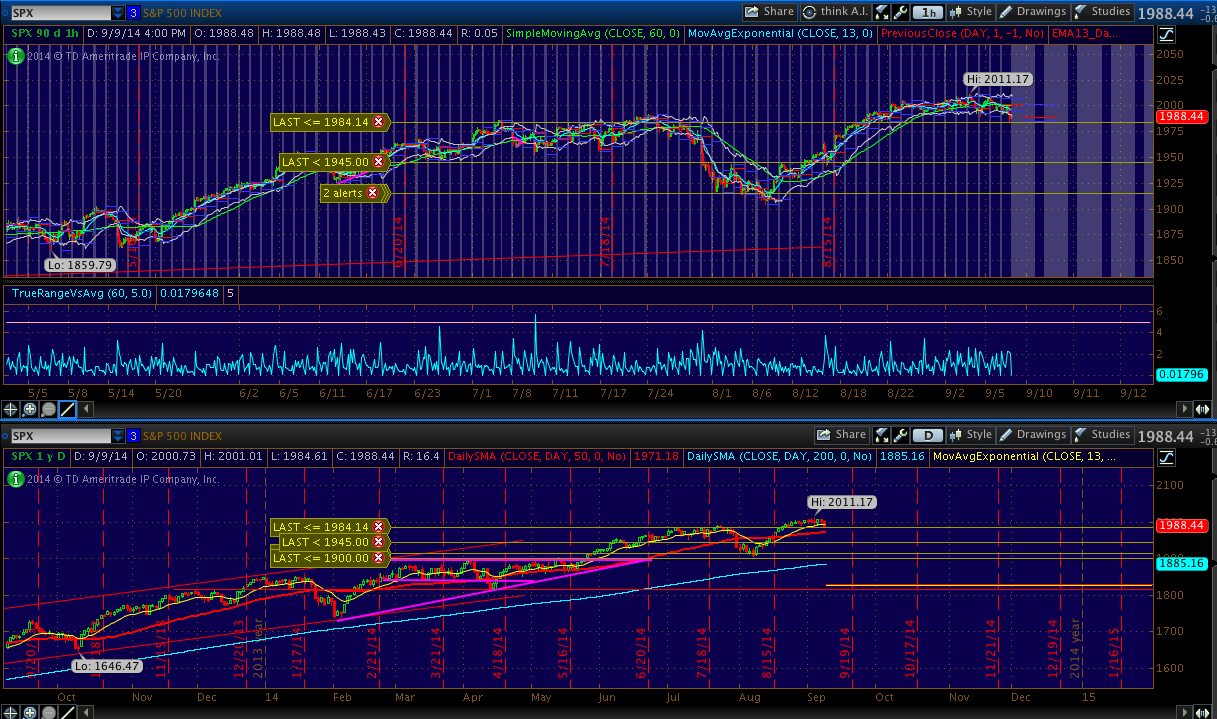 SPX 3 S&P 500 INDEX Share think A.I. 1h Style Drawings Studies 1988.44 -13
SPX 90 d 1h D: 9/9/14 4:00 PM O: 1988.48 H: 1988.48 L: 1988.43 C: 1988.44 R: 0.05 SimpleMovingAvg (CLOSE, 60, 0) MovAvgExponential (CLOSE, 13, 0) PreviousClose (DAY, 1, -1, No) EMA13_Da...
2014 © TD Ameritrade IP Company, Inc.
2050
2025
Hi: 2011.17
2000
1988.44
LAST <= 1984.14
1975
LAST < 1945.00
1950
2 alerts
1925
1900
6/20/14
7/18/14
8/15/14
1875
Lo: 1859.79
1850
TrueRangeVsAvg (60, 5.0) 0.0179648 5
6
4
2
0.01796
5/5 5/8 5/14 5/20 6/2 6/5 6/11 6/17 6/23 7/1 7/8 7/11 7/17 7/24 8/1 8/6 8/12 8/18 8/22 9/2 9/5 9/10 9/11 9/12
SPX 3 S&P 500 INDEX Share D Style Drawings Studies 1988.44 -13
SPX 1 y D D: 9/9/14 O: 2000.73 H: 2001.01 L: 1984.61 C: 1988.44 R: 16.4 DailySMA (CLOSE, DAY, 50, 0, No) 1971.18 DailySMA (CLOSE, DAY, 200, 0, No) 1885.16 MovAvgExponential (CLOSE, 13, ...
2014 © TD Ameritrade IP Company, Inc.
2100
Hi: 2011.17
LAST <= 1984.14
1988.44
LAST < 1945.00
LAST <= 1900.00
1885.16
1800
1700
1600
11/15/13
12/20/13
2013 year
1/17/14
2/21/14
3/21/14
4/18/14
5/16/14
6/20/14
7/18/14
8/15/14
9/19/14
10/17/14
11/21/14
12/19/14
2014 year
1/16/15
Lo: 1646.47
Oct Nov Dec 14 Feb Mar Apr May Jun Jul Aug Sep Oct Nov Dec 15